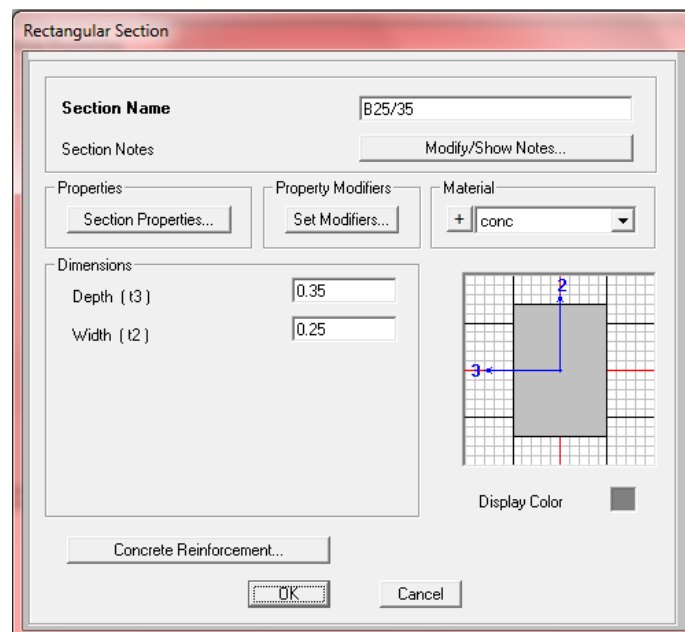 Rectangular Section
Section Name B25/35
Section Notes Modify/Show Notes...
Properties Property Modifiers Material
Section Properties... Set Modifiers... + conc
Dimensions
Depth ( t3 ) 0.35
Width ( t2 ) 0.25
2
3
Display Color
Concrete Reinforcement...
OK Cancel